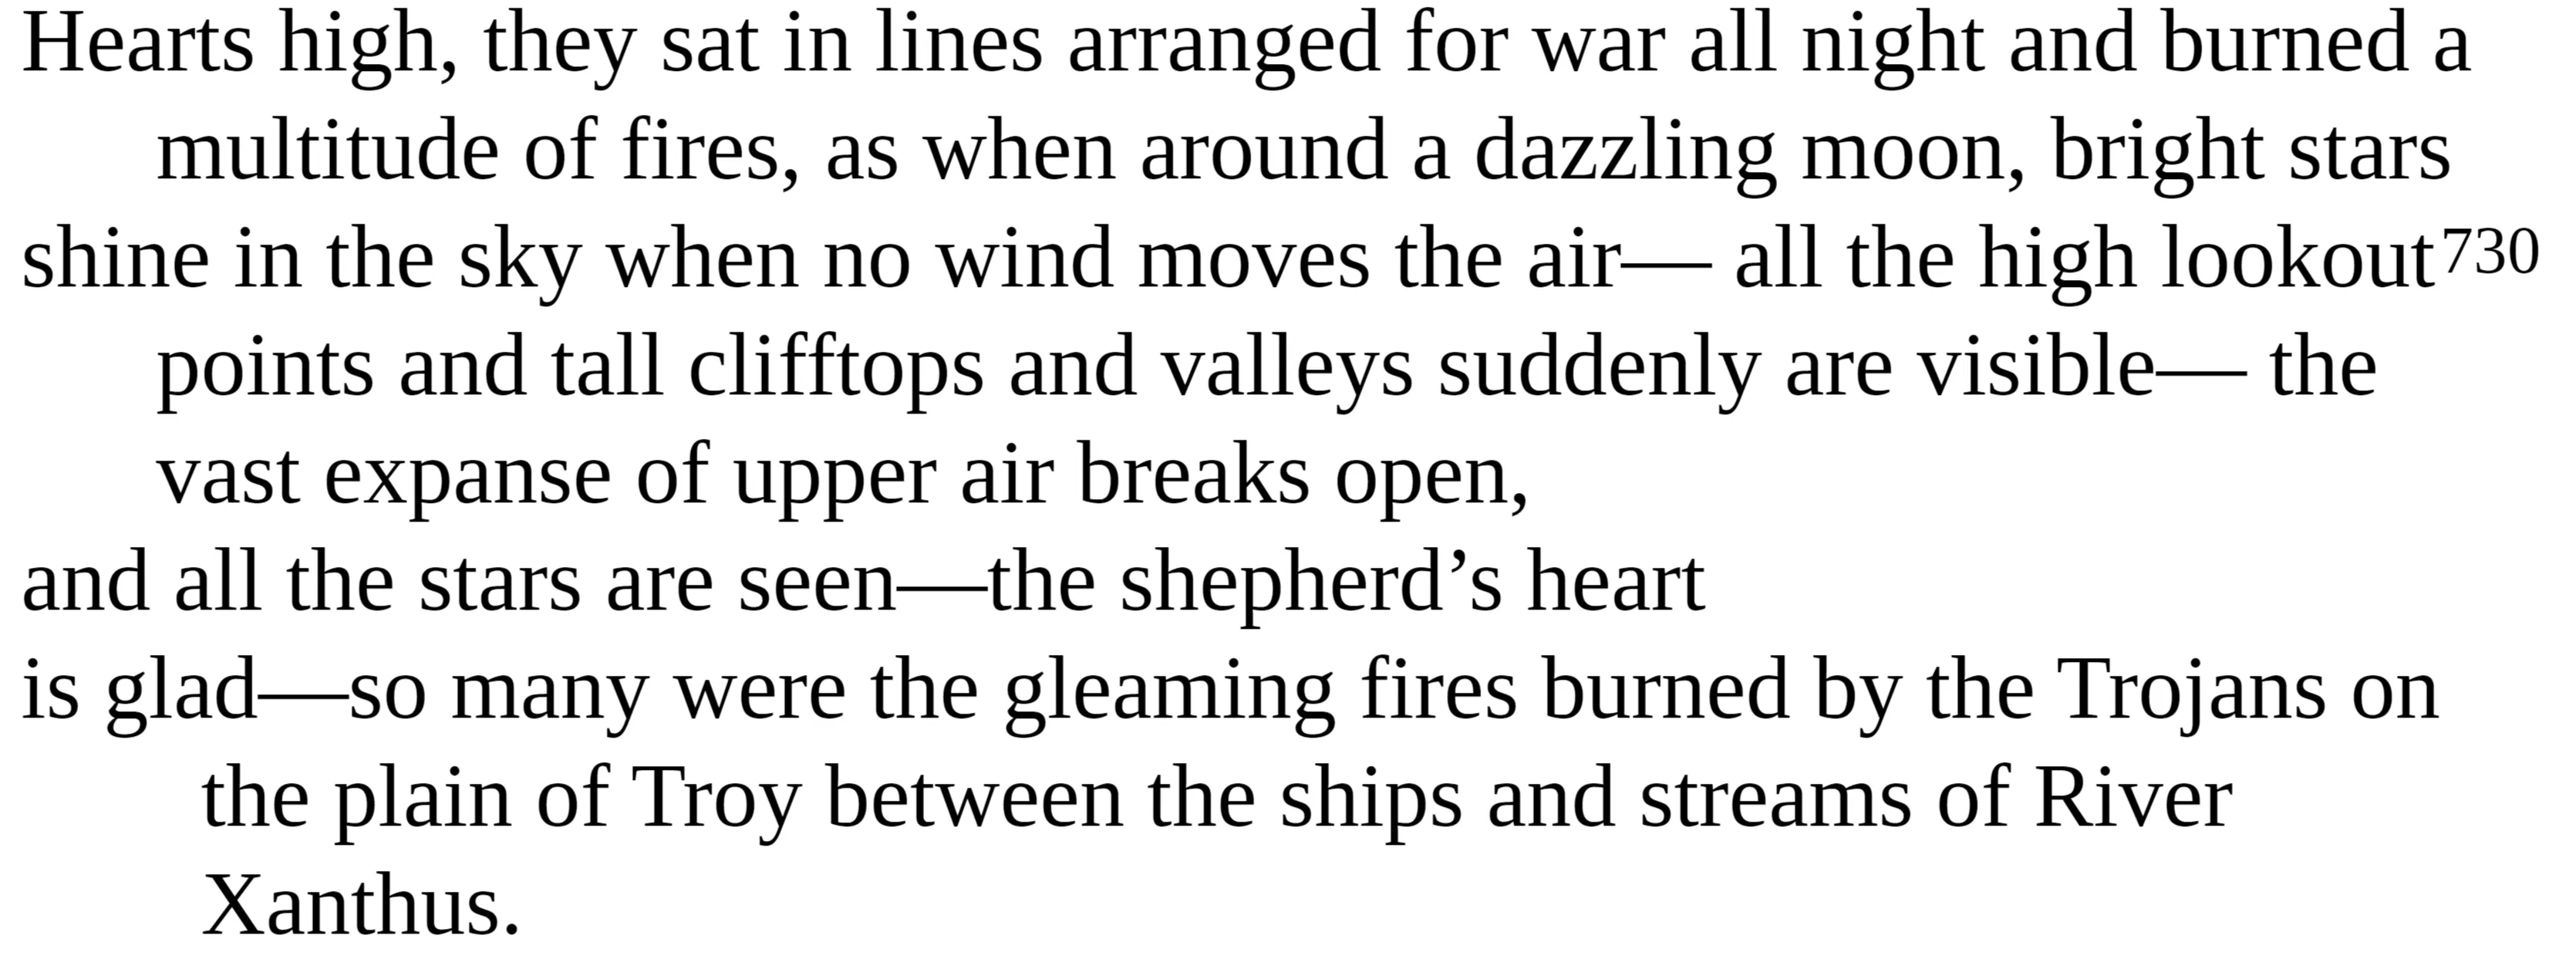 Hearts high, they sat in lines arranged for war all night and burned a
multitude of fires, as when around a dazzling moon, bright stars
shine in the sky when no wind moves the air— all the high lookout730
points and tall clifftops and valleys suddenly are visible— the
vast expanse of upper air breaks open,
and all the stars are seen—the shepherd’s heart
is glad—so many were the gleaming fires burned by the Trojans on
the plain of Troy between the ships and streams of River
Xanthus.